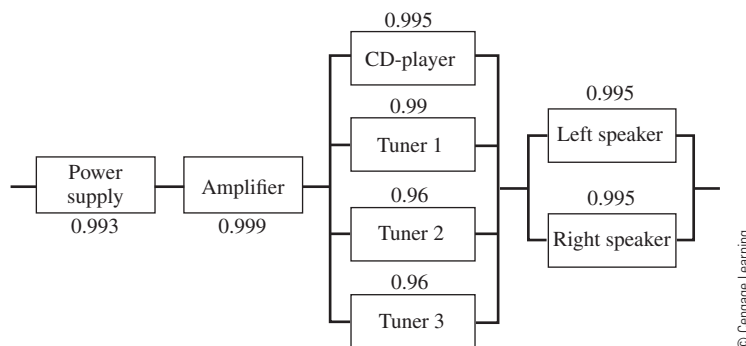 0.995
CD-player
0.99
Tuner 1
0.96
Tuner 2
0.96
Tuner 3
Power
supply
0.993
Amplifier
0.999
0.995
Left speaker
0.995
Right speaker
© Cengage Learning